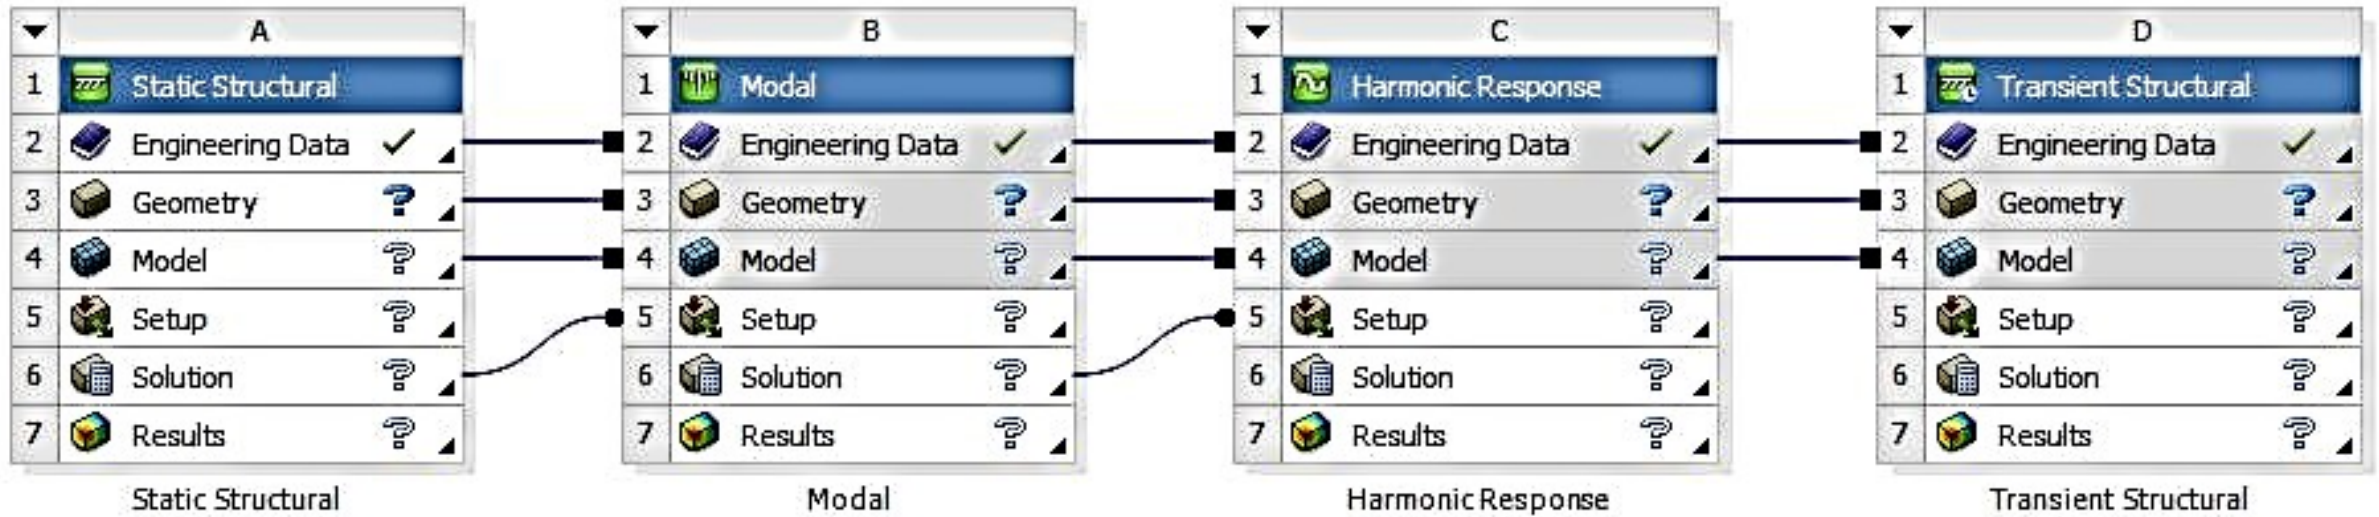 A
1 Static Structural
2 Engineering Data
3 Geometry
4 Model
5 Setup
6 Solution
7 Results
Static Structural
B
1 Modal
2 Engineering Data
3 Geometry
4 Model
5 Setup
6 Solution
7 Results
Modal
C
1 Harmonic Response
2 Engineering Data
3 Geometry
4 Model
5 Setup
6 Solution
7 Results
Harmonic Response
D
1 Transient Structural
2 Engineering Data
3 Geometry
4 Model
5 Setup
6 Solution
7 Results
Transient Structural